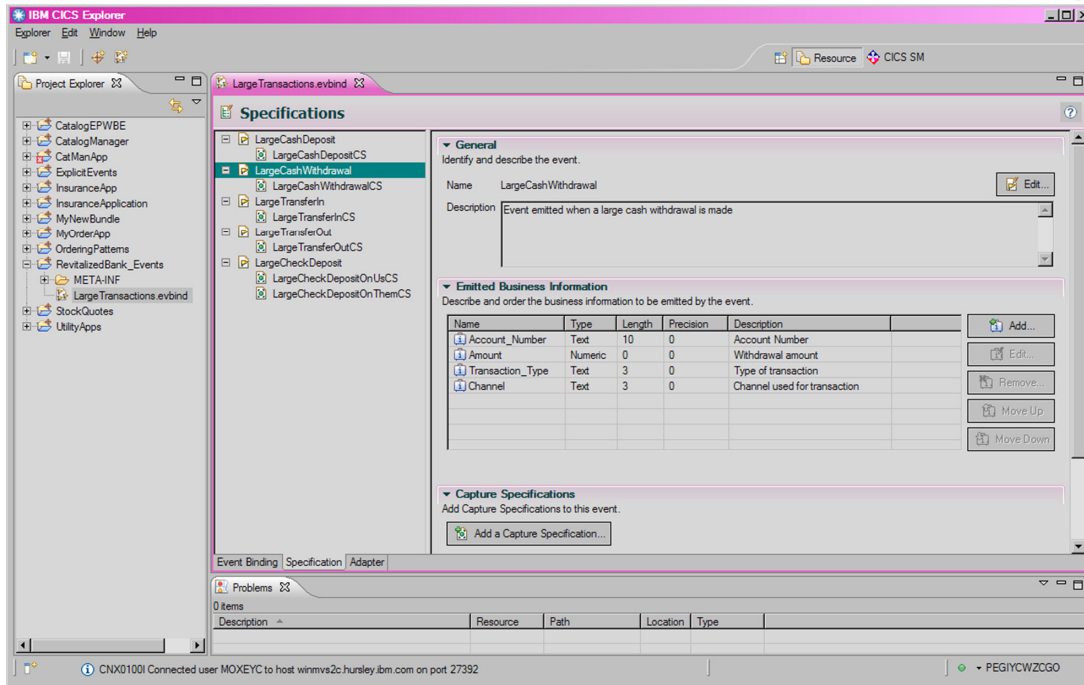 IBM CICS Explorer
Explorer Edit Window Help
Resource CICS SM
Project Explorer
CatalogEPWBE
CatalogManager
CatManApp
ExplicitEvents
InsuranceApp
InsuranceApplication
MyNewBundle
MyOrderApp
OrderingPatterns
RevitalizedBank_Events
META-INF
LargeTransactions.evbind
StockQuotes
UtilityApps
LargeTransactions.evbind
Specifications
LargeCashDeposit
LargeCashDepositCS
LargeCashWithdrawal
LargeCashWithdrawalCS
LargeTransferIn
LargeTransferInCS
LargeTransferOut
LargeTransferOutCS
LargeCheckDeposit
LargeCheckDepositOnUsCS
LargeCheckDepositOnThemCS
General
Identify and describe the event.
Name LargeCashWithdrawal
Edit...
Description Event emitted when a large cash withdrawal is made
Emitted Business Information
Describe and order the business information to be emitted by the event.
Name Type Length Precision Description
Account_Number Text 10 0 Account Number
Amount Numeric 0 0 Withdrawal amount
Transaction_Type Text 3 0 Type of transaction
Channel Text 3 0 Channel used for transaction
Add...
Edit...
Remove...
Move Up
Move Down
Capture Specifications
Add Capture Specifications to this event.
Add a Capture Specification...
Event Binding Specification Adapter
Problems
0 items
Description Resource Path Location Type
CNX0100I Connected user MOXEYC to host winmvs2c.hursley.ibm.com on port 27392
PEGIYCWZCGO